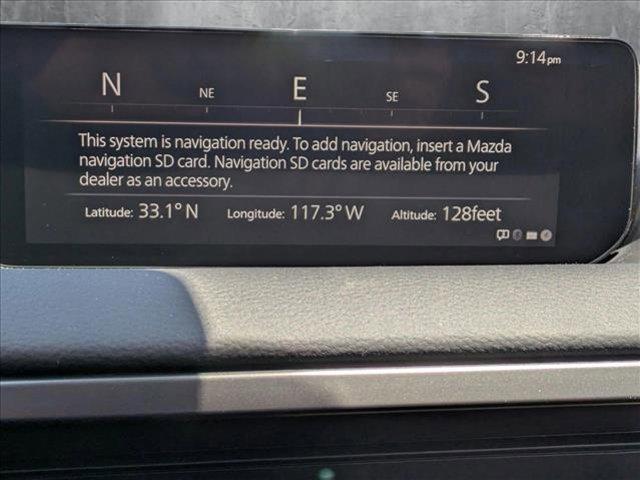 9:14pm
N NE E SE S
This system is navigation ready. To add navigation, insert a Mazda
navigation SD card. Navigation SD cards are available from your
dealer as an accessory.
Latitude: 33.1° N Longitude: 117.3° W Altitude: 128feet